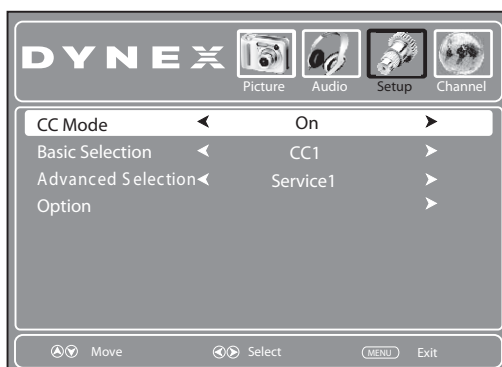 DYNEX
Picture Audio Setup Channel
CC Mode On
Basic Selection CC1
Advanced Selection Service1
Option
Move Select MENU Exit